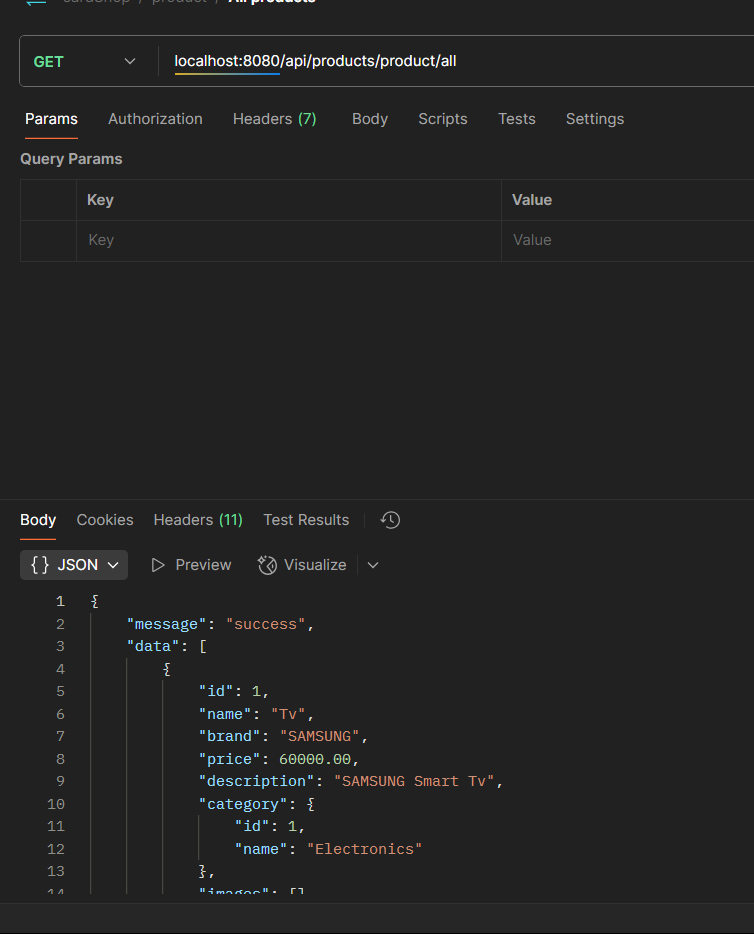 / product / All products
GET
localhost:8080/api/products/product/all
Params Authorization Headers (7) Body Scripts Tests Settings
Query Params
Key Value
Key Value
Body Cookies Headers (11) Test Results
{} JSON Preview Visualize
1 {
2 "message": "success",
3 "data": [
4 {
5 "id": 1,
6 "name": "Tv",
7 "brand": "SAMSUNG",
8 "price": 60000.00,
9 "description": "SAMSUNG Smart Tv",
10 "category": {
11 "id": 1,
12 "name": "Electronics"
13 },
14 "images": []